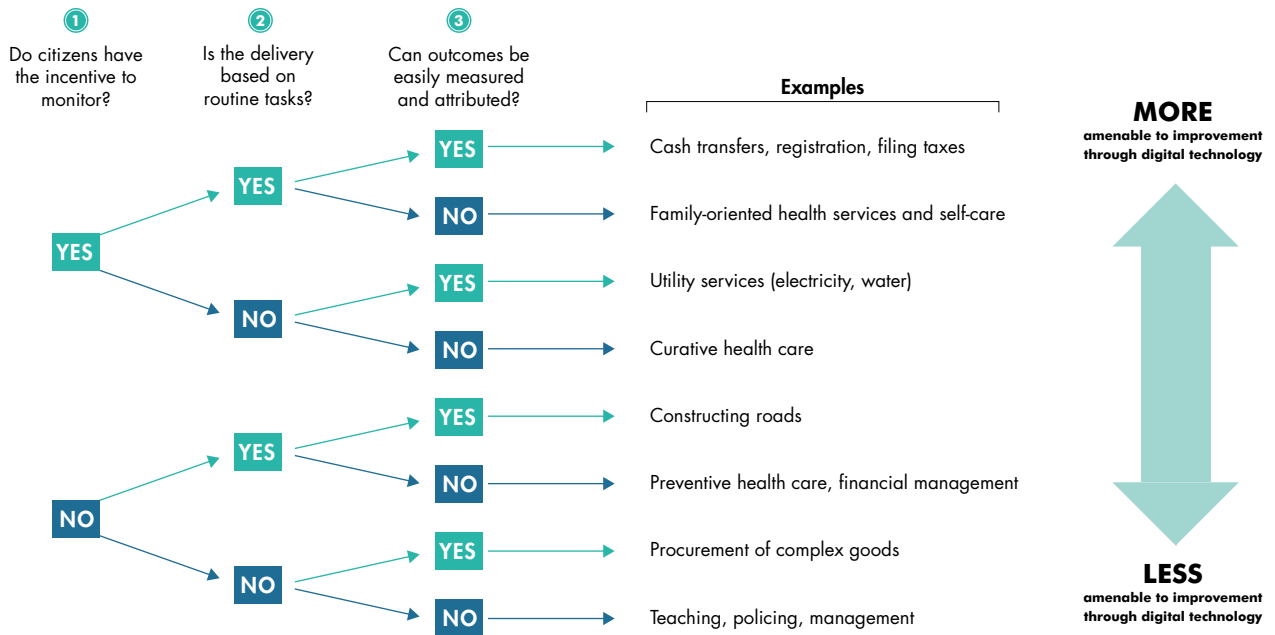 1
Do citizens have
the incentive to
monitor?
2
Is the delivery
based on
routine tasks?
3
Can outcomes be
easily measured
and attributed?
Examples
MORE
amenable to improvement
through digital technology
YES
Cash transfers, registration, filing taxes
YES
NO
Family-oriented health services and self-care
YES
YES
Utility services (electricity, water)
NO
NO
Curative health care
YES
Constructing roads
YES
NO
Preventive health care, financial management
NO
YES
Procurement of complex goods
NO
NO
Teaching, policing, management
LESS
amenable to improvement
through digital technology